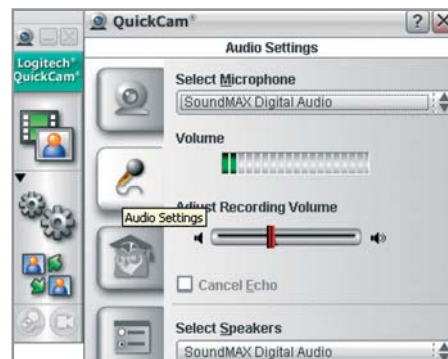 QuickCam®
Logitech®
QuickCam®
Audio Settings
Select Microphone
SoundMAX Digital Audio
Volume
Audio Settings
Adjust Recording Volume
Cancel Echo
Select Speakers
SoundMAX Digital Audio